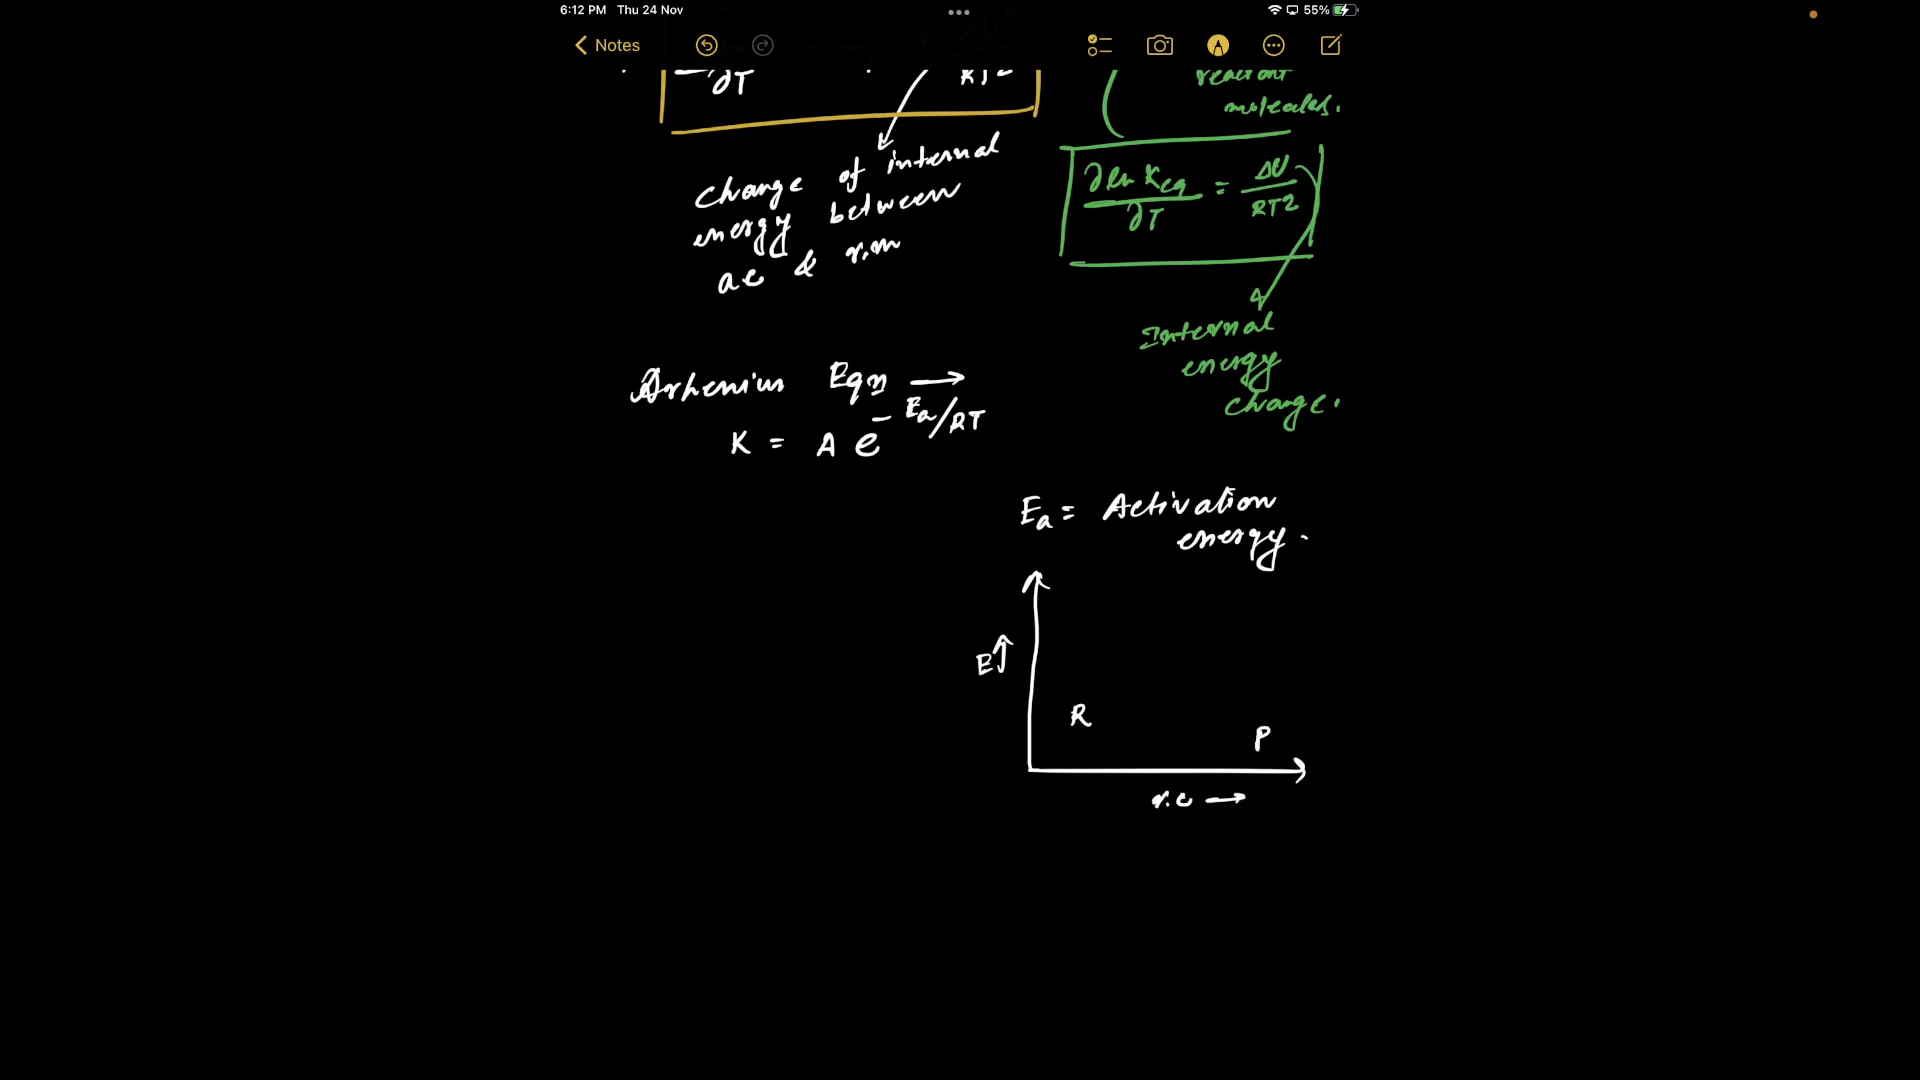 6:12 PM Thu 24 Nov
55%
Notes
∂T
RT2
reactant
molecules.
change of internal
energy between
ac & r.m
∂ln Keq / ∂T = ΔU / RT2
Internal
energy
change.
Arhenius Eqn →
K = A e^-Ea/RT
Ea = Activation
energy.
E↑
R
P
r.c →